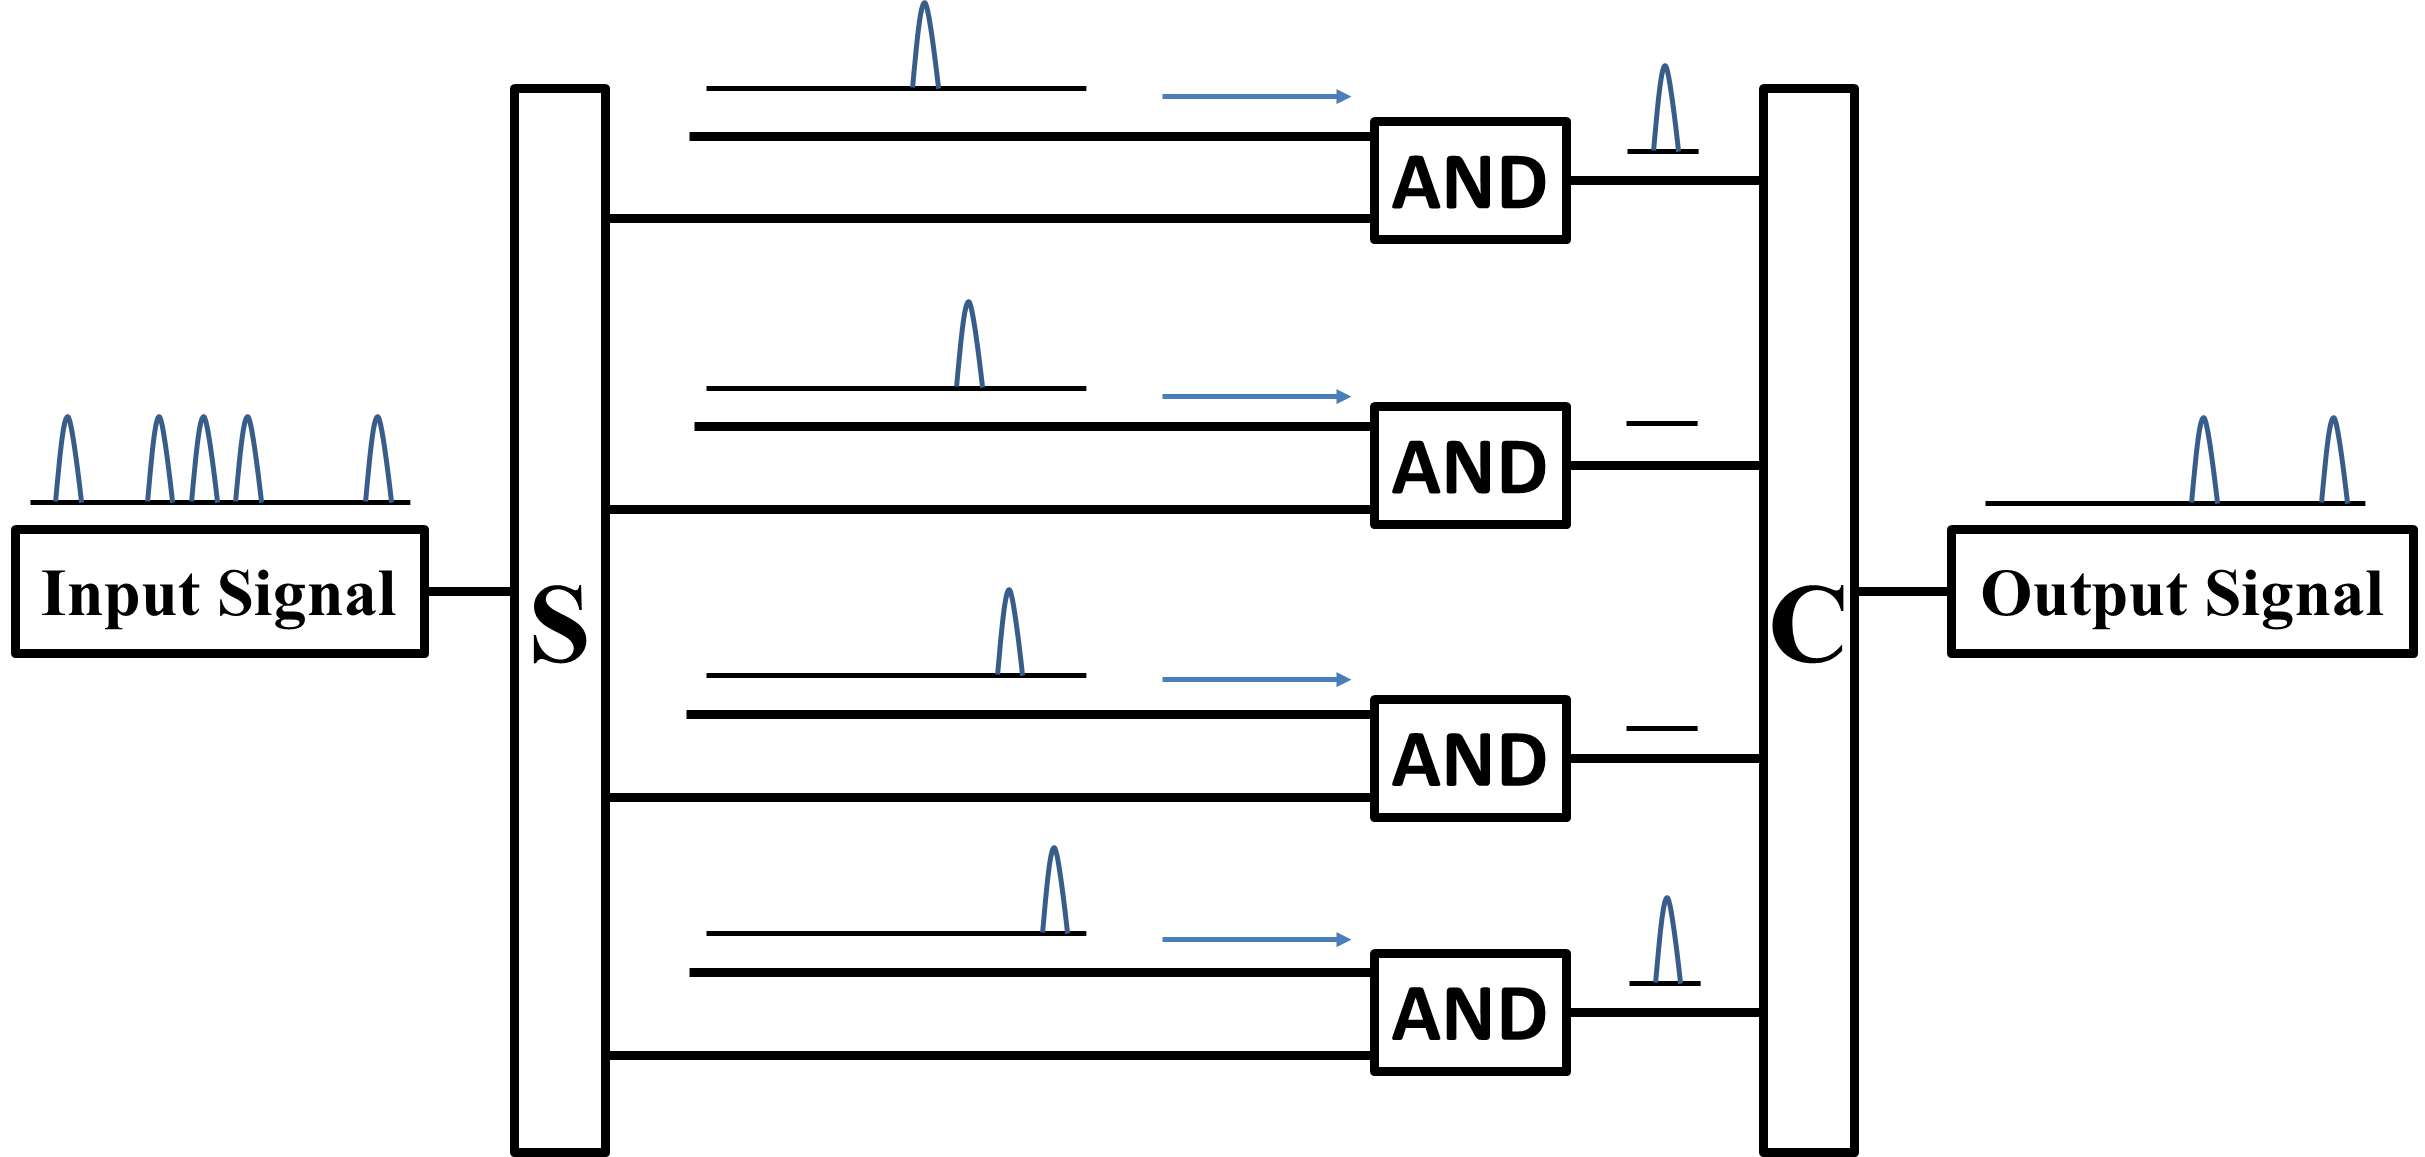 AND
AND
Input Signal
S
C
Output Signal
AND
AND